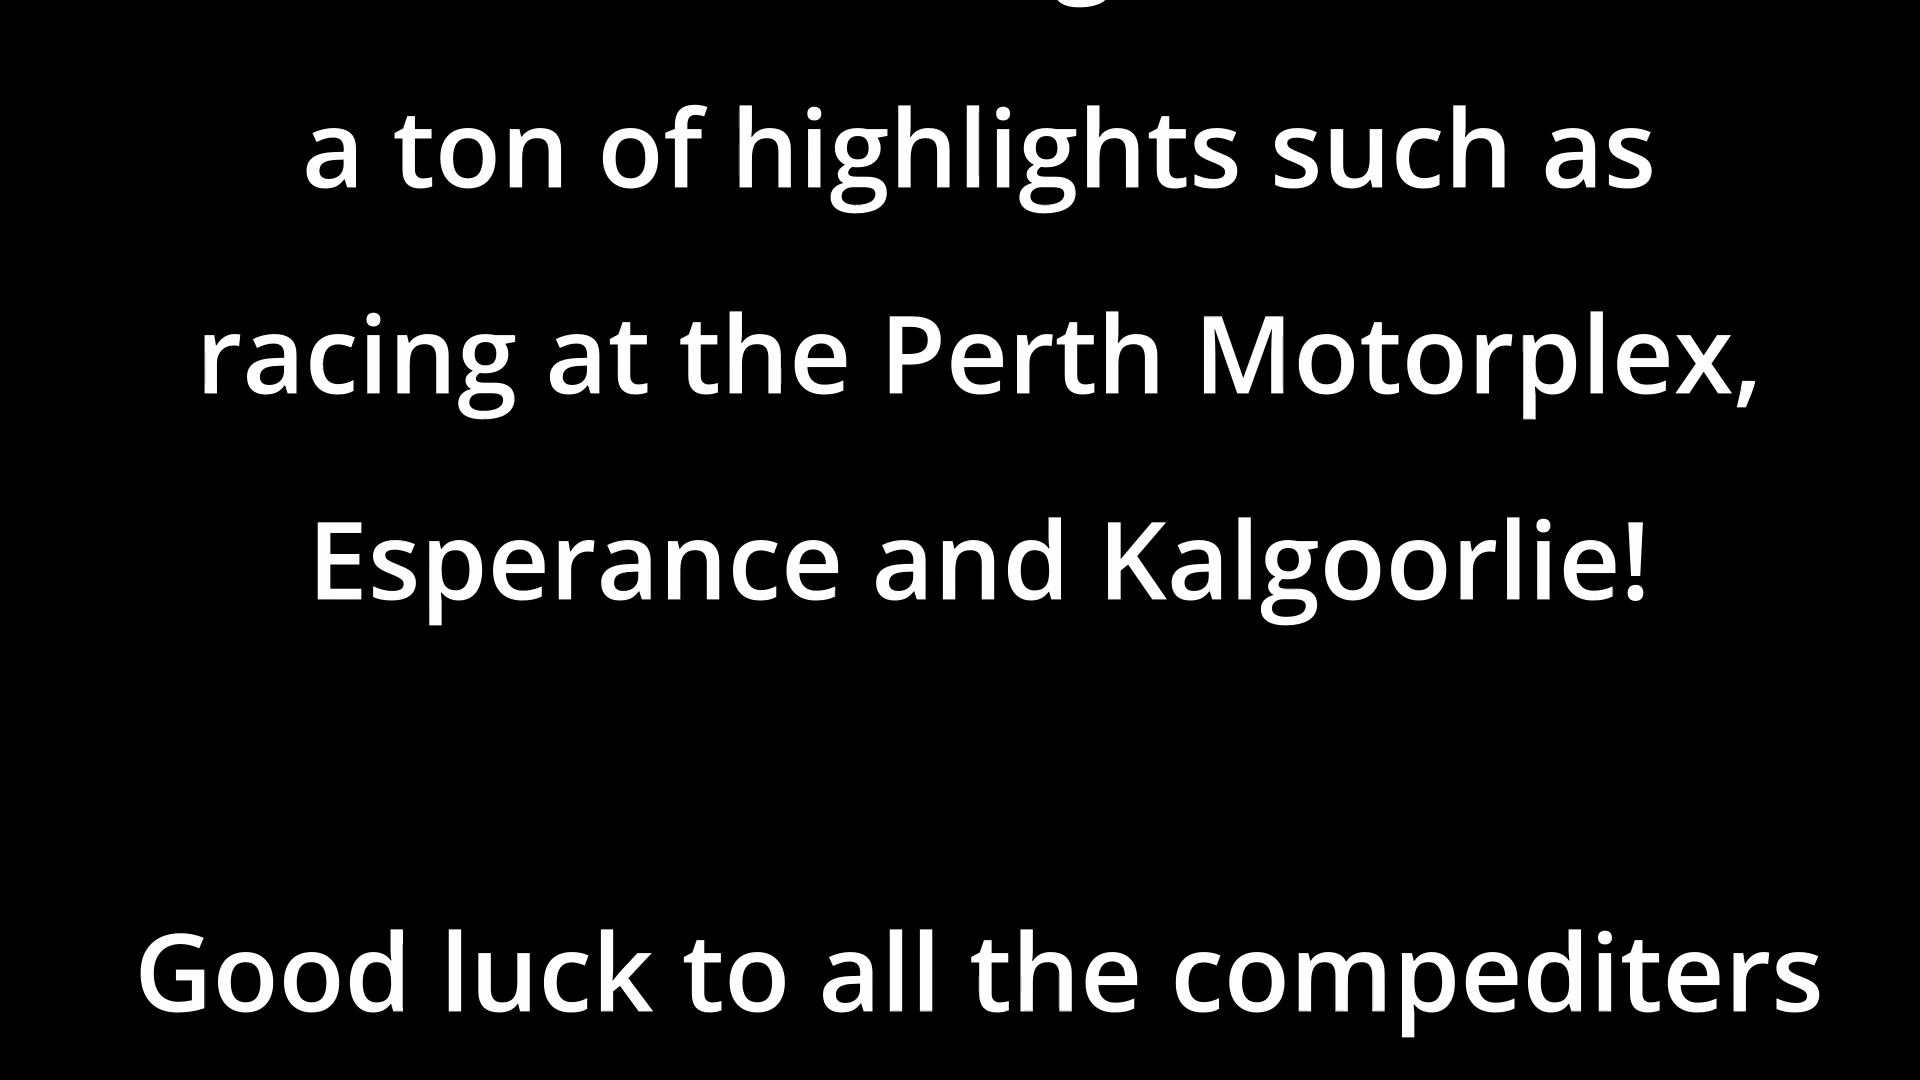 a ton of highlights such as
racing at the Perth Motorplex,
Esperance and Kalgoorlie!
Good luck to all the compediters